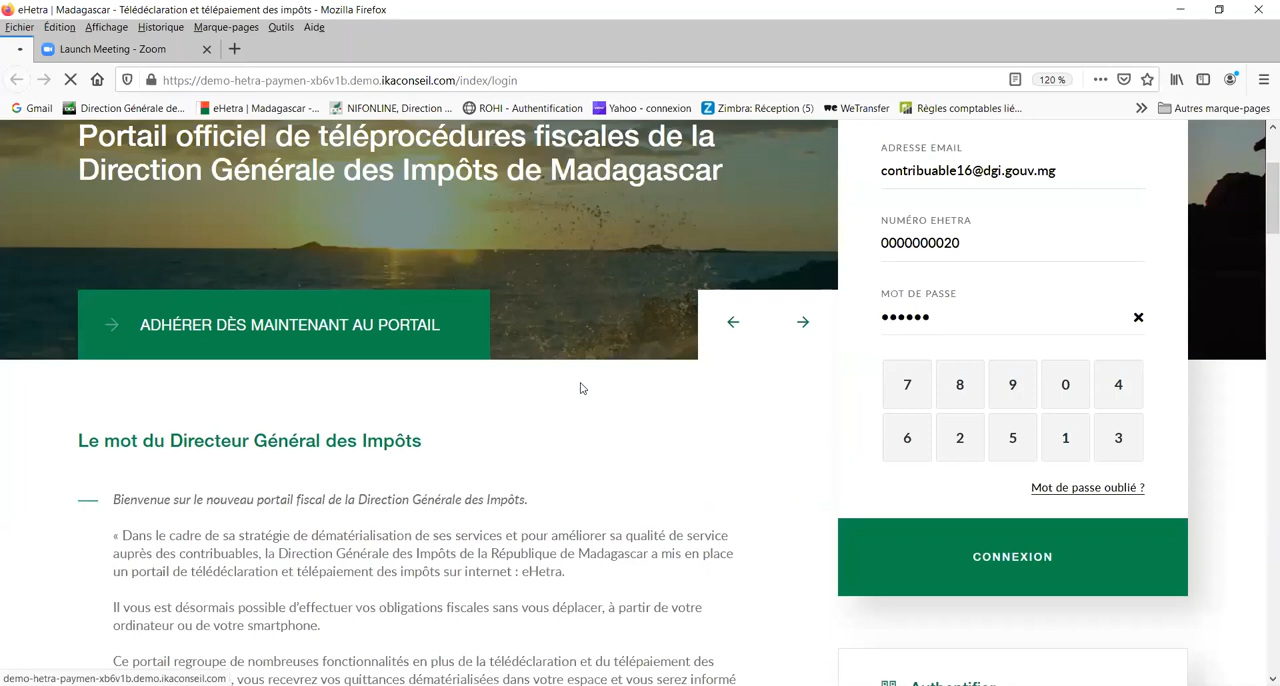 eHetra | Madagascar - Télédéclaration et télépaiement des impôts - Mozilla Firefox
Fichier Édition Affichage Historique Marque-pages Outils Aide
Launch Meeting - Zoom
https://demo-hetra-paymen-xb6v1b.demo.ikaconseil.com/index/login
120 %
Gmail Direction Générale de... eHetra | Madagascar -... NIFONLINE, Direction ... ROHI - Authentification Yahoo - connexion Zimbra: Réception (5) WeTransfer Règles comptables lié... Autres marque-pages
Portail officiel de téléprocédures fiscales de la
Direction Générale des Impôts de Madagascar
ADHÉRER DÈS MAINTENANT AU PORTAIL
Le mot du Directeur Général des Impôts
Bienvenue sur le nouveau portail fiscal de la Direction Générale des Impôts.
« Dans le cadre de sa stratégie de dématérialisation de ses services et pour améliorer sa qualité de service
auprès des contribuables, la Direction Générale des Impôts de la République de Madagascar a mis en place
un portail de télédéclaration et télépaiement des impôts sur internet : eHetra.
Il vous est désormais possible d'effectuer vos obligations fiscales sans vous déplacer, à partir de votre
ordinateur ou de votre smartphone.
Ce portail regroupe de nombreuses fonctionnalités en plus de la télédéclaration et du télépaiement des
, vous recevrez vos quittances dématérialisées dans votre espace et vous serez informé
demo-hetra-paymen-xb6v1b.demo.ikaconseil.com
ADRESSE EMAIL
contribuable16@dgi.gouv.mg
NUMÉRO EHETRA
0000000020
MOT DE PASSE
••••••
7 8 9 0 4
6 2 5 1 3
Mot de passe oublié ?
CONNEXION
Authentifier